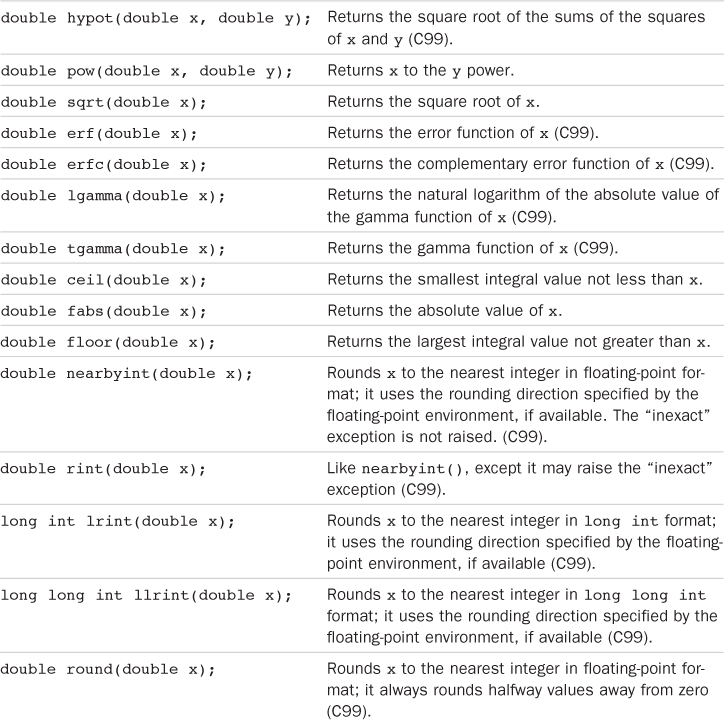 double hypot(double x, double y); Returns the square root of the sums of the squares
of x and y (C99).
double pow(double x, double y); Returns x to the y power.
double sqrt(double x); Returns the square root of x.
double erf(double x); Returns the error function of x (C99).
double erfc(double x); Returns the complementary error function of x (C99).
double lgamma(double x); Returns the natural logarithm of the absolute value of
the gamma function of x (C99).
double tgamma(double x); Returns the gamma function of x (C99).
double ceil(double x); Returns the smallest integral value not less than x.
double fabs(double x); Returns the absolute value of x.
double floor(double x); Returns the largest integral value not greater than x.
double nearbyint(double x); Rounds x to the nearest integer in floating-point for-
mat; it uses the rounding direction specified by the
floating-point environment, if available. The “inexact”
exception is not raised. (C99).
double rint(double x); Like nearbyint(), except it may raise the “inexact”
exception (C99).
long int lrint(double x); Rounds x to the nearest integer in long int format;
it uses the rounding direction specified by the floating-
point environment, if available (C99).
long long int llrint(double x); Rounds x to the nearest integer in long long int
format; it uses the rounding direction specified by the
floating-point environment, if available (C99).
double round(double x); Rounds x to the nearest integer in floating-point for-
mat; it always rounds halfway values away from zero
(C99).